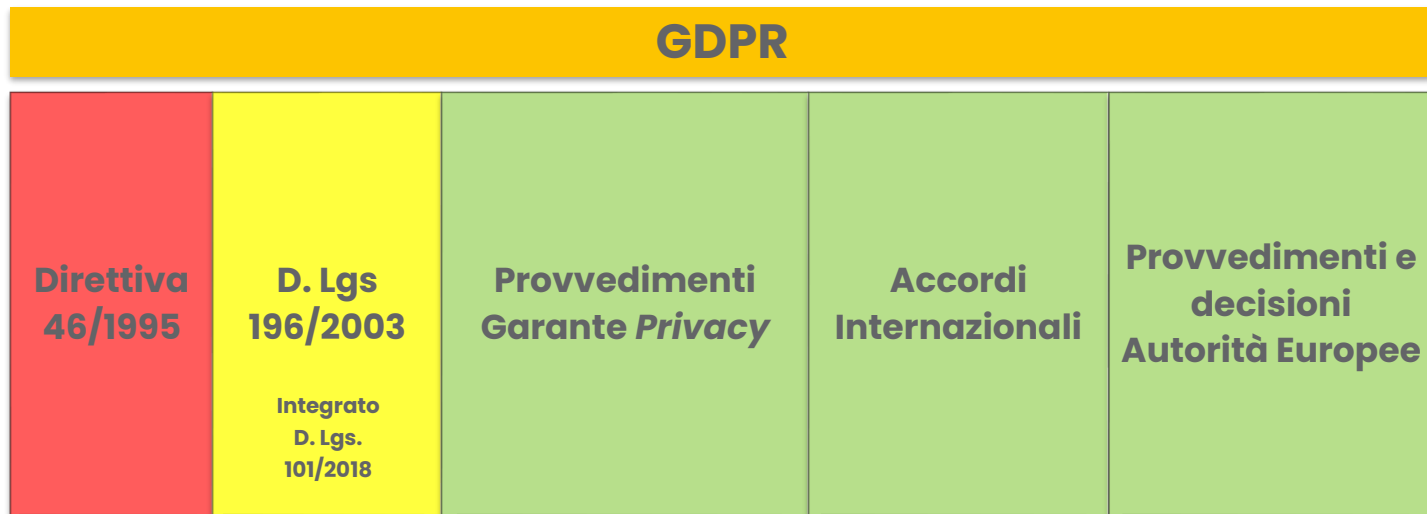 GDPR
Direttiva
46/1995
D. Lgs
196/2003
Integrato
D. Lgs.
101/2018
Provvedimenti
Garante Privacy
Accordi
Internazionali
Provvedimenti e
decisioni
Autorità Europee